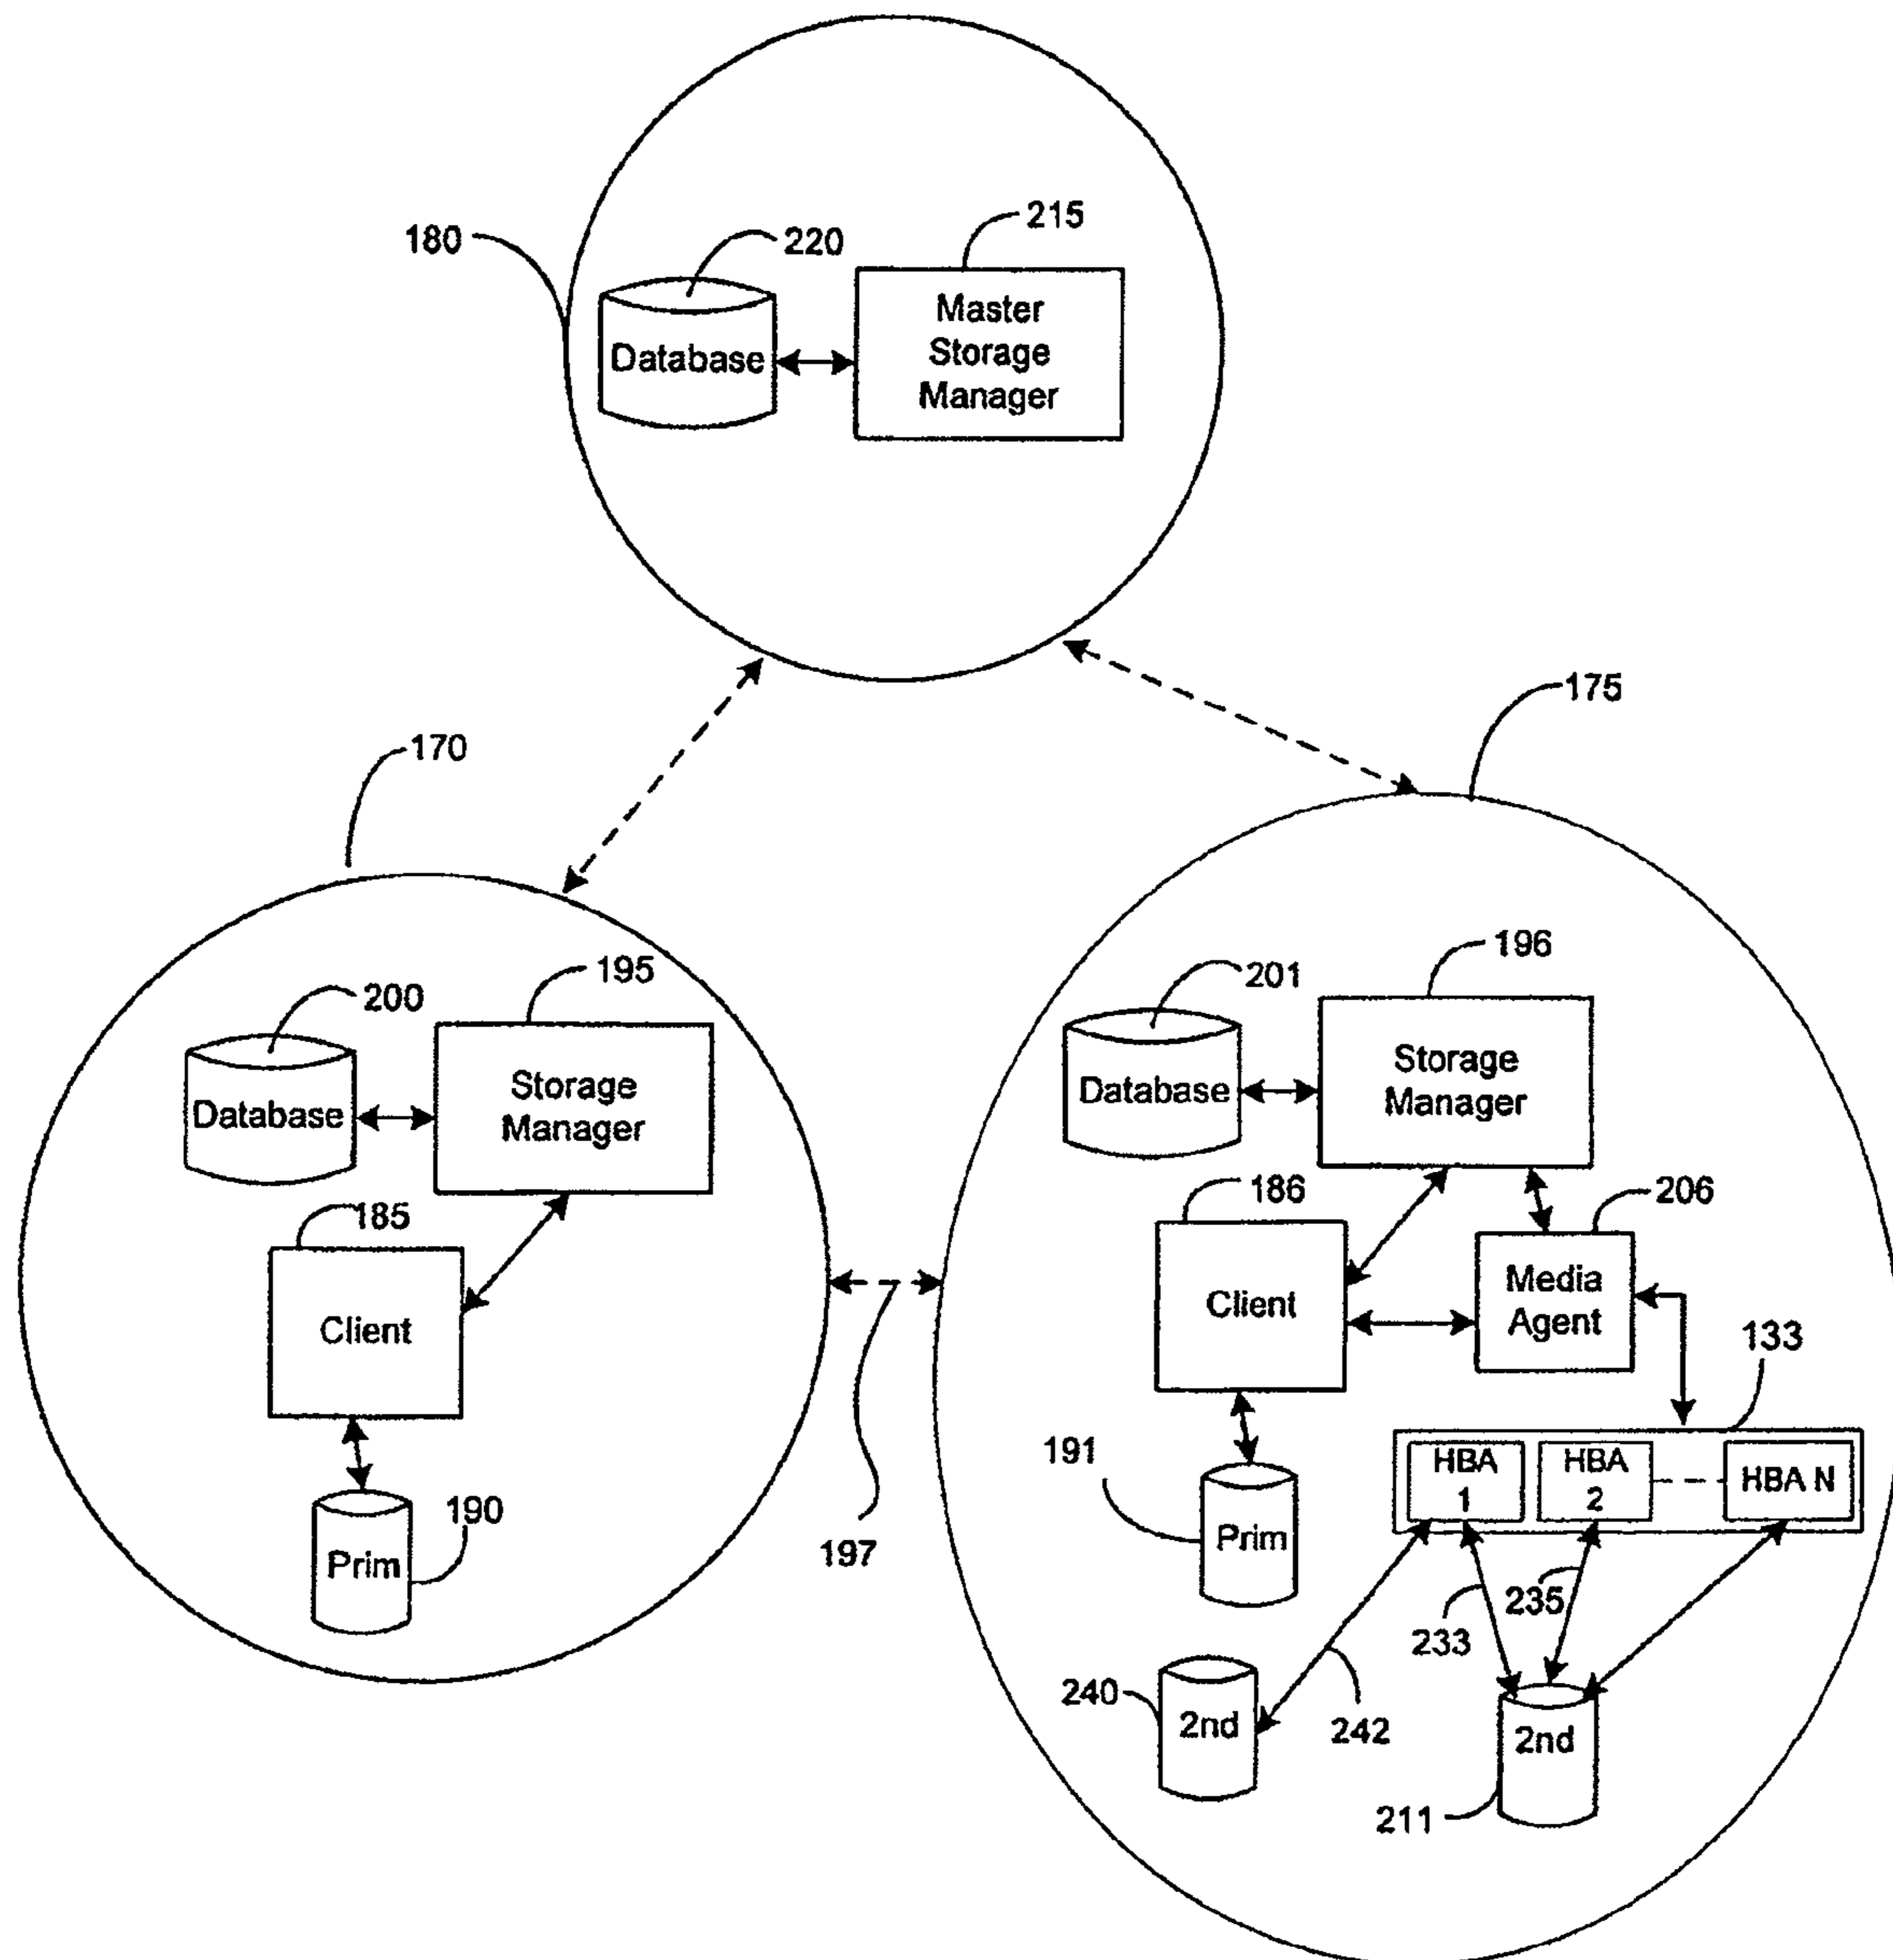 215
180
220
Master
Storage
Manager
Database
175
170
196
195
201
200
Storage
Manager
Database
Storage
Manager
Database
186
206
185
Media
Agent
Client
Client
133
191
HBA
1
HBA
2
HBA N
190
Prim
197
Prim
235
233
240
2nd
242
2nd
211